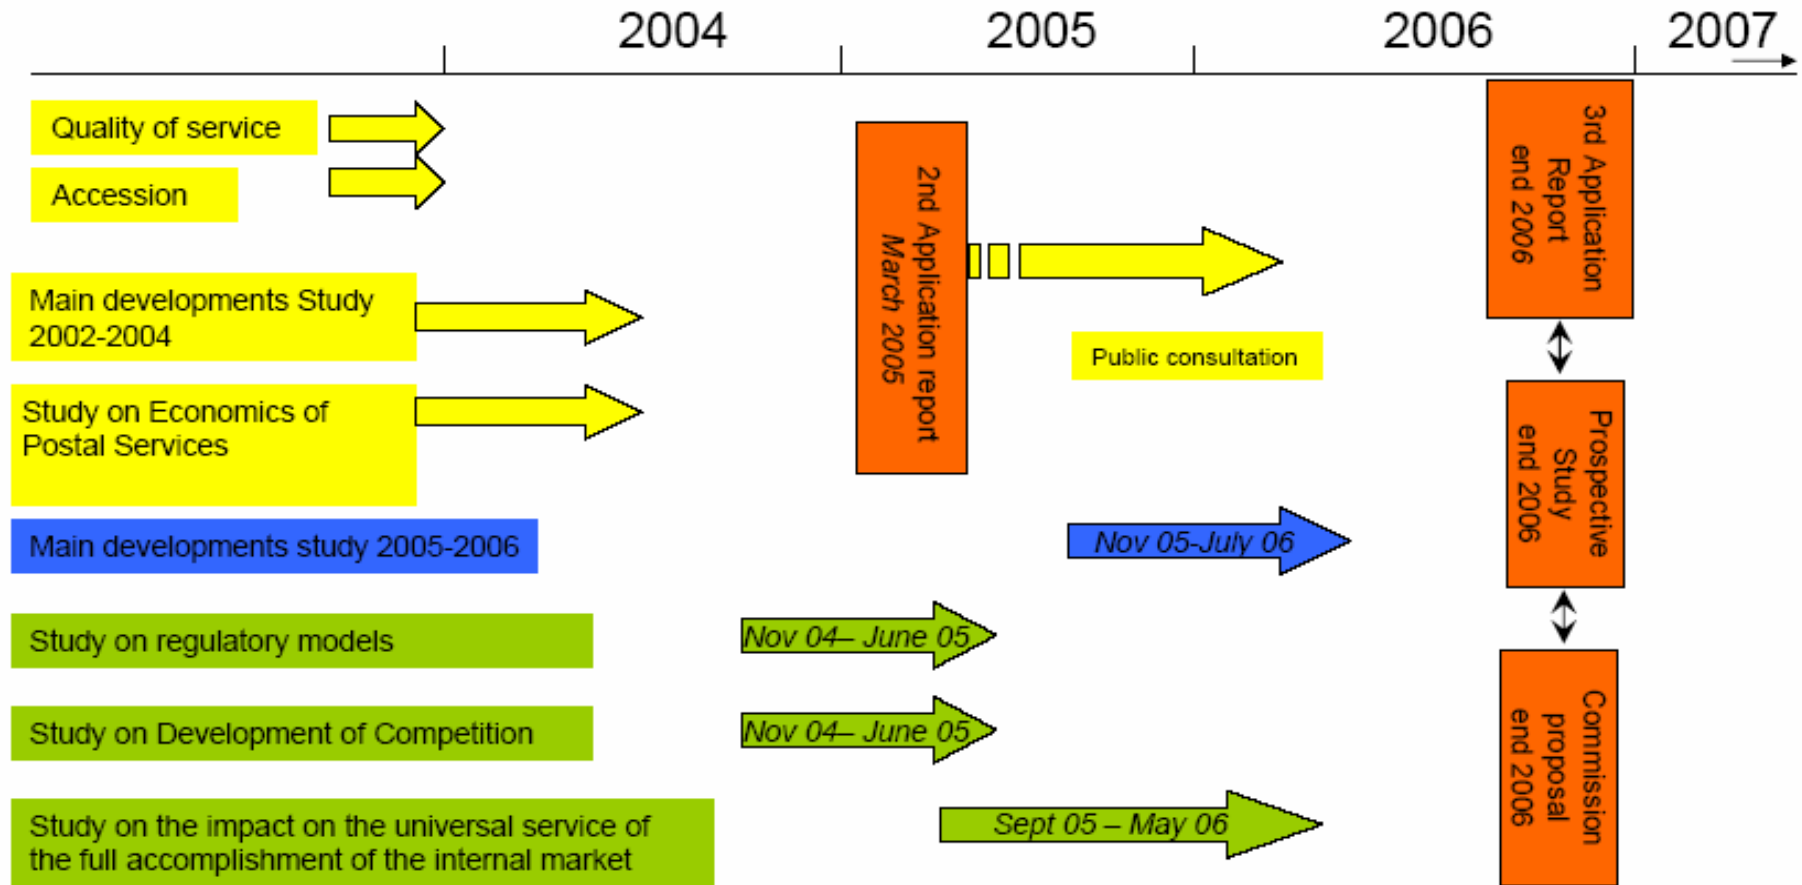 2004
2005
2006
2007
Quality of service
Accession
Main developments Study
2002-2004
Study on Economics of
Postal Services
Main developments study 2005-2006
Study on regulatory models
Study on Development of Competition
Study on the impact on the universal service of
the full accomplishment of the internal market
2nd Application report
March 2005
Public consultation
Nov 05-July 06
Nov 04– June 05
Nov 04– June 05
Sept 05 – May 06
3rd Application
Report
end 2006
Prospective
Study
end 2006
Commission
proposal
end 2006